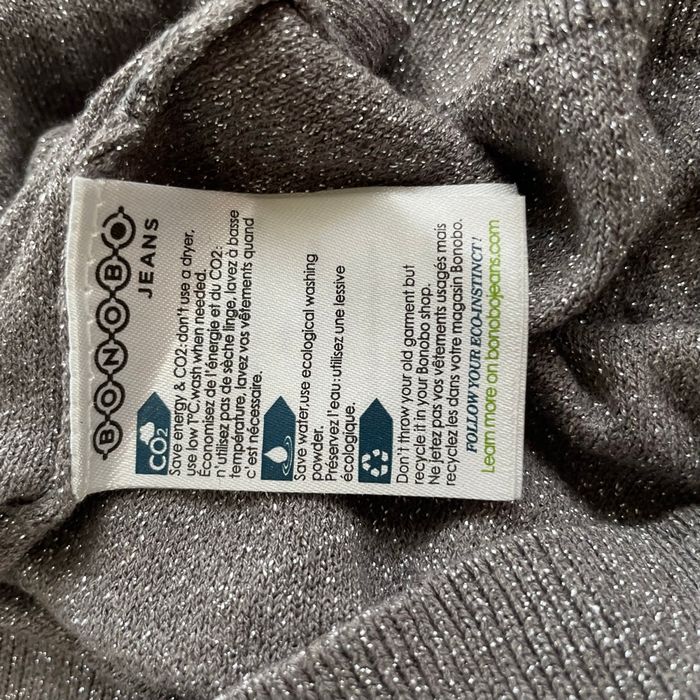 BONOBO
JEANS
CO2
Save energy & CO2:don't use a dryer,
use low T°C,wash when needed.
Économisez de l'énergie et du CO2:
n'utilisez pas de sèche linge, lavez à basse
température, lavez vos vêtements quand
c'est nécessaire.
Save water,use ecological washing
powder.
Préservez l'eau:utilisez une lessive
écologique.
Don't throw your old garment but
recycle it in your Bonobo shop.
Ne jetez pas vos vêtements usagés mais
recyclez les dans votre magasin Bonobo.
FOLLOW YOUR ECO-INSTINCT!
Learn more on bonobojeans.com